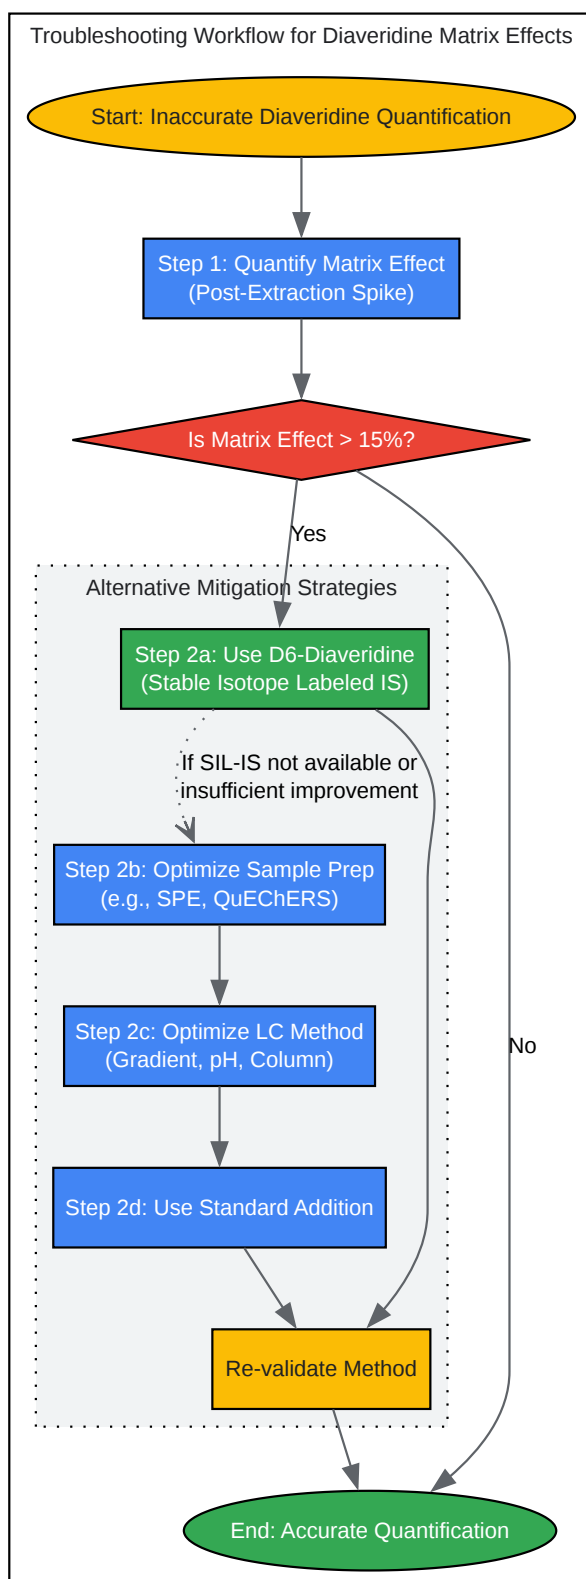 Troubleshooting Workflow for Diaveridine Matrix Effects
Start: Inaccurate Diaveridine Quantification
Step 1: Quantify Matrix Effect
(Post-Extraction Spike)
Is Matrix Effect > 15%?
Yes
Alternative Mitigation Strategies
Step 2a: Use D6-Diaveridine
(Stable Isotope Labeled IS)
If SIL-IS not available or
insufficient improvement
Step 2b: Optimize Sample Prep
(e.g., SPE, QuEChERS)
Step 2c: Optimize LC Method
(Gradient, pH, Column)
No
Step 2d: Use Standard Addition
Re-validate Method
End: Accurate Quantification